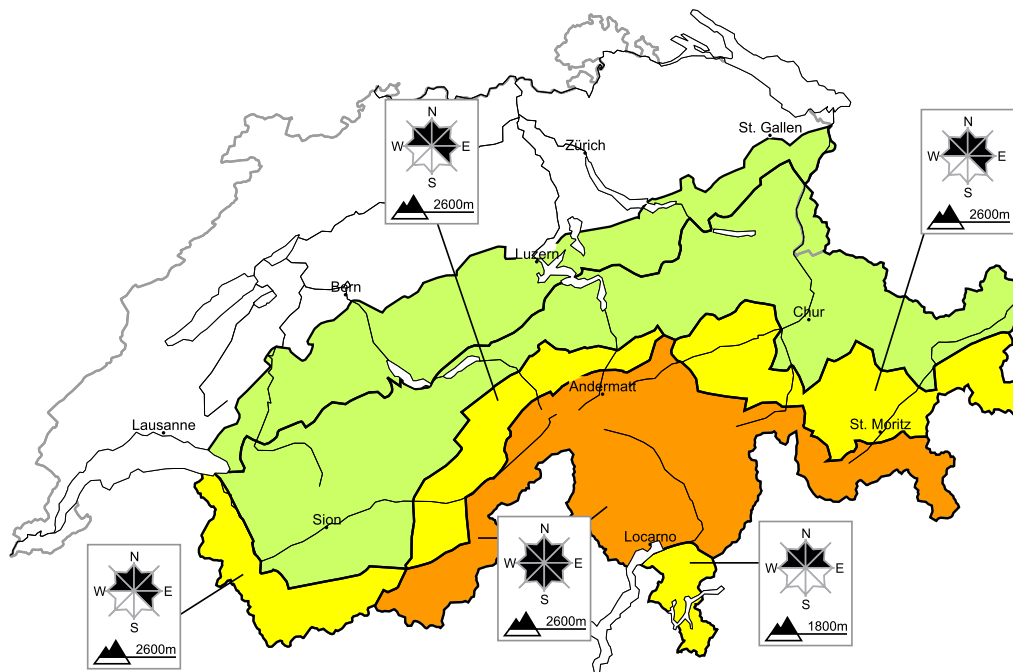 N
W E
S
2600m
N
W E
S
2600m
St. Gallen
Zürich
Luzern
Bern
Chur
Andermatt
Lausanne
St. Moritz
Sion
Locarno
N
W E
S
2600m
N
W E
S
2600m
N
W E
S
1800m